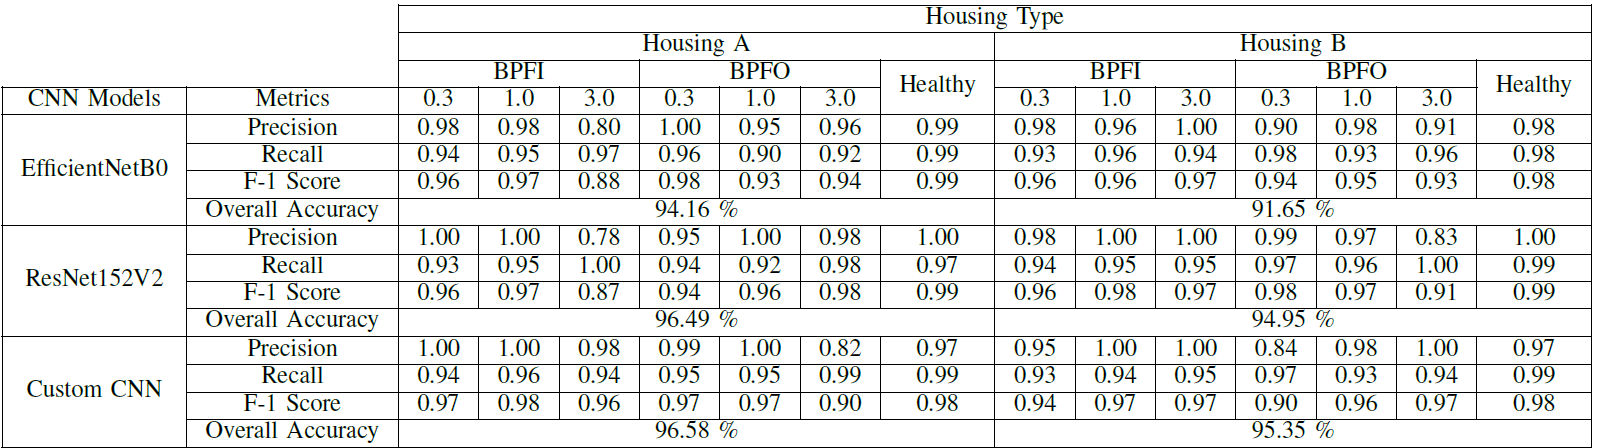 Housing Type
Housing A Housing B
BPFI BPFO Healthy BPFI BPFO Healthy
CNN Models Metrics 0.3 1.0 3.0 0.3 1.0 3.0 0.3 1.0 3.0 0.3 1.0 3.0
EfficientNetB0
Precision 0.98 0.98 0.80 1.00 0.95 0.96 0.99 0.98 0.96 1.00 0.90 0.98 0.91 0.98
Recall 0.94 0.95 0.97 0.96 0.90 0.92 0.99 0.93 0.96 0.94 0.98 0.93 0.96 0.98
F-1 Score 0.96 0.97 0.88 0.98 0.93 0.94 0.99 0.96 0.96 0.97 0.94 0.95 0.93 0.98
Overall Accuracy 94.16 % 91.65 %
ResNet152V2
Precision 1.00 1.00 0.78 0.95 1.00 0.98 1.00 0.98 1.00 1.00 0.99 0.97 0.83 1.00
Recall 0.93 0.95 1.00 0.94 0.92 0.98 0.97 0.94 0.95 0.95 0.97 0.96 1.00 0.99
F-1 Score 0.96 0.97 0.87 0.94 0.96 0.98 0.99 0.96 0.98 0.97 0.98 0.97 0.91 0.99
Overall Accuracy 96.49 % 94.95 %
Custom CNN
Precision 1.00 1.00 0.98 0.99 1.00 0.82 0.97 0.95 1.00 1.00 0.84 0.98 1.00 0.97
Recall 0.94 0.96 0.94 0.95 0.95 0.99 0.99 0.93 0.94 0.95 0.97 0.93 0.94 0.99
F-1 Score 0.97 0.98 0.96 0.97 0.97 0.90 0.98 0.94 0.97 0.97 0.90 0.96 0.97 0.98
Overall Accuracy 96.58 % 95.35 %